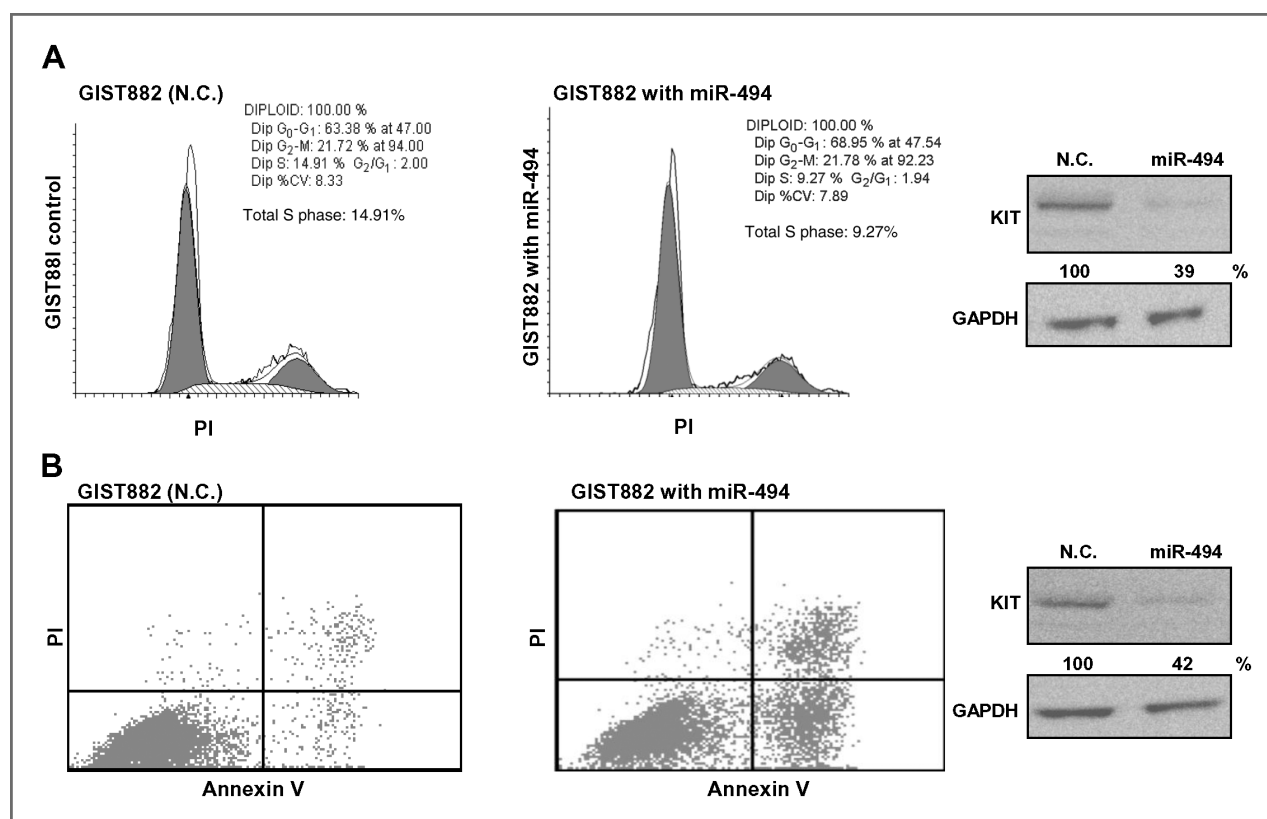 A
GIST882 (N.C.)
DIPLOID: 100.00 %
Dip G0-G1: 63.38 % at 47.00
Dip G2-M: 21.72 % at 94.00
Dip S: 14.91 % G2/G1: 2.00
Dip %CV: 8.33
Total S phase: 14.91%
GIST88I control
PI
GIST882 with miR-494
DIPLOID: 100.00 %
Dip G0-G1: 68.95 % at 47.54
Dip G2-M: 21.78 % at 92.23
Dip S: 9.27 % G2/G1: 1.94
Dip %CV: 7.89
Total S phase: 9.27%
GIST882 with miR-494
PI
N.C. miR-494
KIT
100 39 %
GAPDH
B
GIST882 (N.C.)
PI
Annexin V
GIST882 with miR-494
PI
Annexin V
N.C. miR-494
KIT
100 42 %
GAPDH